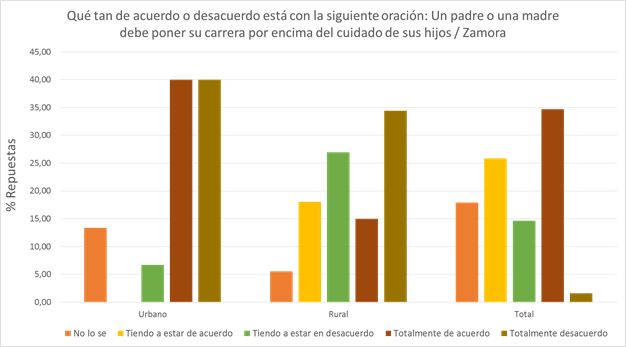 Qué tan de acuerdo o desacuerdo está con la siguiente oración: Un padre o una madre
debe poner su carrera por encima del cuidado de sus hijos / Zamora
% Repuestas
45,00
40,00
35,00
30,00
25,00
20,00
15,00
10,00
5,00
0,00
Urbano Rural Total
No lo se Tiendo a estar de acuerdo Tiendo a estar en desacuerdo Totalmente de acuerdo Totalmente desacuerdo